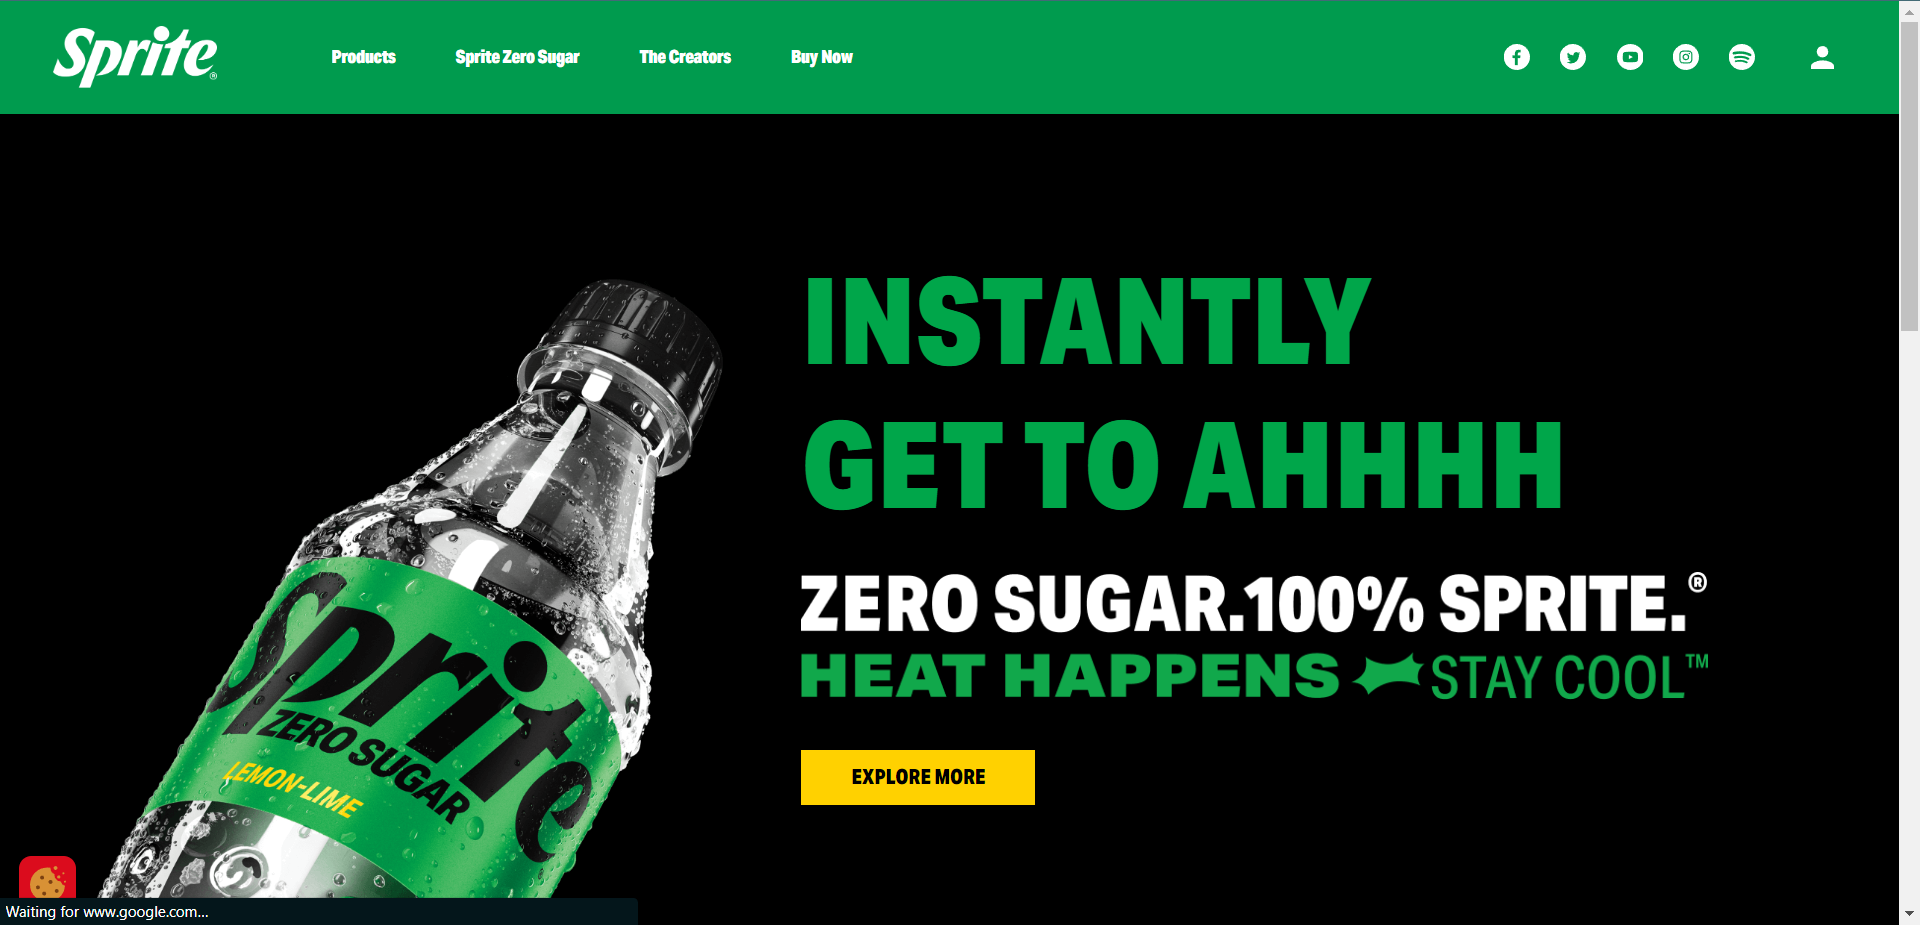 Sprite®
Products
Sprite Zero Sugar
The Creators
Buy Now
INSTANTLY
GET TO AHHHH
ZERO SUGAR.100% SPRITE.®
HEAT HAPPENS STAY COOL™
EXPLORE MORE
Sprite
ZERO SUGAR
LEMON-LIME
Waiting for www.google.com...